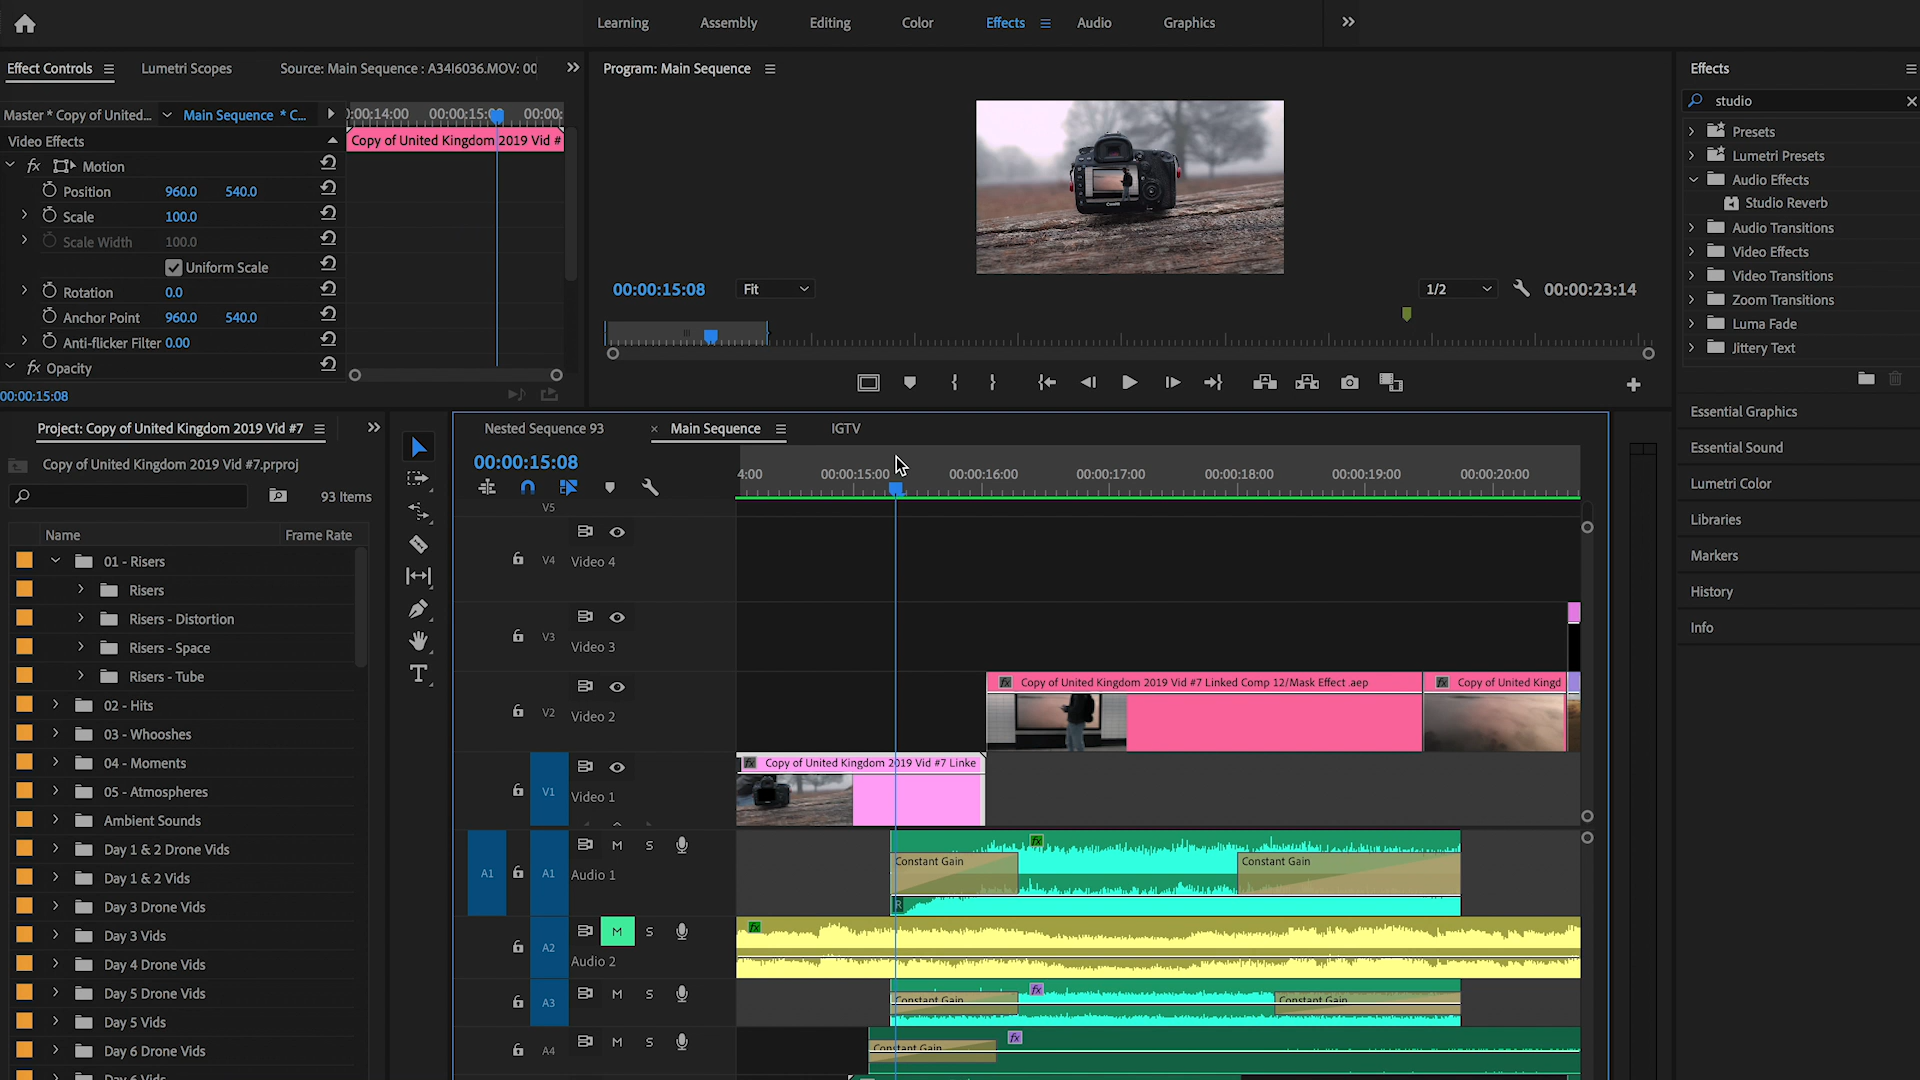 Learning
Assembly
Editing
Color
Effects
Audio
Graphics
Effect Controls
Lumetri Scopes
Source: Main Sequence : A34I6036.MOV: 00
Program: Main Sequence
Effects
studio
Master * Copy of United...
Main Sequence * C...
00:00:15:
00:00:
Copy of United Kingdom 2019 Vid #
Video Effects
fx Motion
Position 960.0 540.0
Scale 100.0
Scale Width 100.0
Uniform Scale
Rotation 0.0
Anchor Point 960.0 540.0
Anti-flicker Filter 0.00
fx Opacity
00:00:15:08
Canon
00:00:15:08
Fit
1/2
00:00:23:14
Presets
Lumetri Presets
Audio Effects
Studio Reverb
Audio Transitions
Video Effects
Video Transitions
Zoom Transitions
Luma Fade
Jittery Text
Essential Graphics
Essential Sound
Lumetri Color
Libraries
Markers
History
Info
Project: Copy of United Kingdom 2019 Vid #7
Copy of United Kingdom 2019 Vid #7.prproj
93 Items
Name
Frame Rate
01 - Risers
Risers
Risers - Distortion
Risers - Space
Risers - Tube
02 - Hits
03 - Whooshes
04 - Moments
05 - Atmospheres
Ambient Sounds
Day 1 & 2 Drone Vids
Day 1 & 2 Vids
Day 3 Drone Vids
Day 3 Vids
Day 4 Drone Vids
Day 5 Drone Vids
Day 5 Vids
Day 6 Drone Vids
Day 6 Vids
Nested Sequence 93
× Main Sequence
IGTV
00:00:15:08
4:00
00:00:15:00
00:00:16:00
00:00:17:00
00:00:18:00
00:00:19:00
00:00:20:00
V5
V4 Video 4
V3 Video 3
V2 Video 2
fx Copy of United Kingdom 2019 Vid #7 Linked Comp 12/Mask Effect .aep
fx Copy of United Kingd
V1 Video 1
fx Copy of United Kingdom 2019 Vid #7 Linke
A1 A1 M S Audio 1
fx
Constant Gain
Constant Gain
R
A2 M S Audio 2
fx
A3 M S
fx
Constant Gain
Constant Gain
A4 M S
fx
Constant Gain